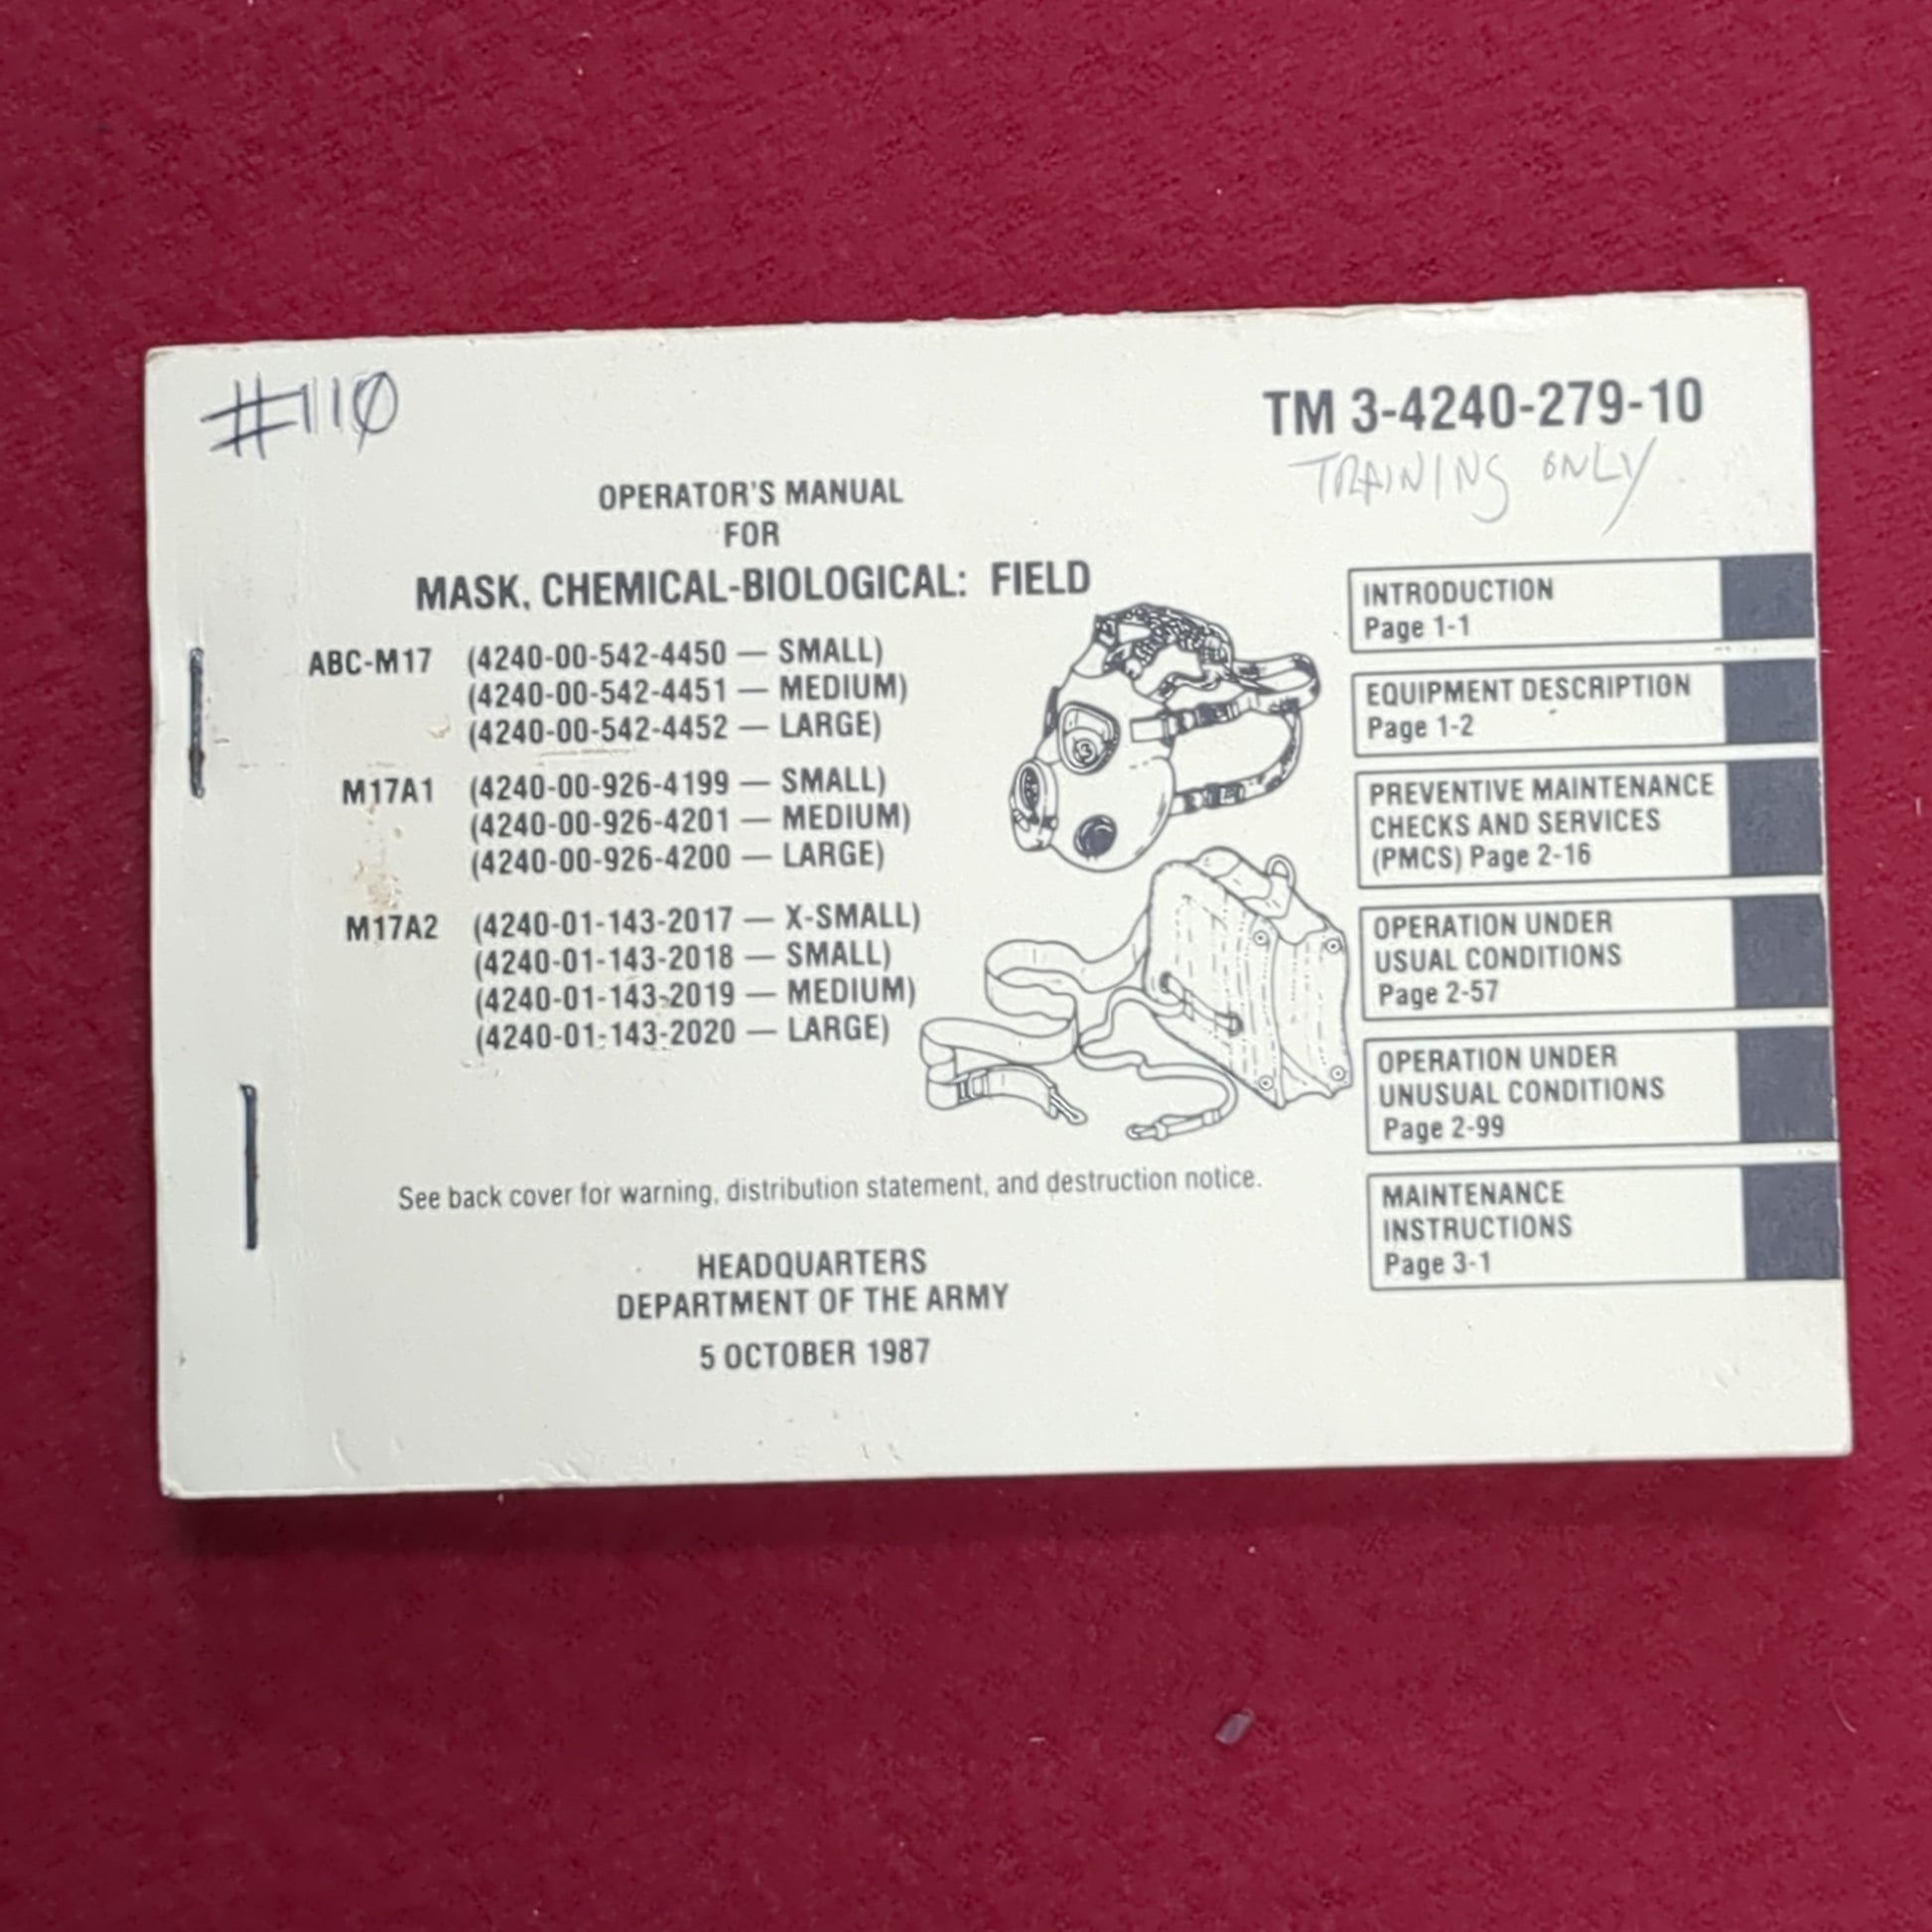 #110
TM 3-4240-279-10
TRAINING ONLY
OPERATOR'S MANUAL
FOR
MASK, CHEMICAL-BIOLOGICAL: FIELD
ABC-M17 (4240-00-542-4450 — SMALL)
(4240-00-542-4451 — MEDIUM)
(4240-00-542-4452 — LARGE)
M17A1 (4240-00-926-4199 — SMALL)
(4240-00-926-4201 — MEDIUM)
(4240-00-926-4200 — LARGE)
M17A2 (4240-01-143-2017 — X-SMALL)
(4240-01-143-2018 — SMALL)
(4240-01-143-2019 — MEDIUM)
(4240-01-143-2020 — LARGE)
See back cover for warning, distribution statement, and destruction notice.
HEADQUARTERS
DEPARTMENT OF THE ARMY
5 OCTOBER 1987
INTRODUCTION
Page 1-1
EQUIPMENT DESCRIPTION
Page 1-2
PREVENTIVE MAINTENANCE
CHECKS AND SERVICES
(PMCS) Page 2-16
OPERATION UNDER
USUAL CONDITIONS
Page 2-57
OPERATION UNDER
UNUSUAL CONDITIONS
Page 2-99
MAINTENANCE
INSTRUCTIONS
Page 3-1